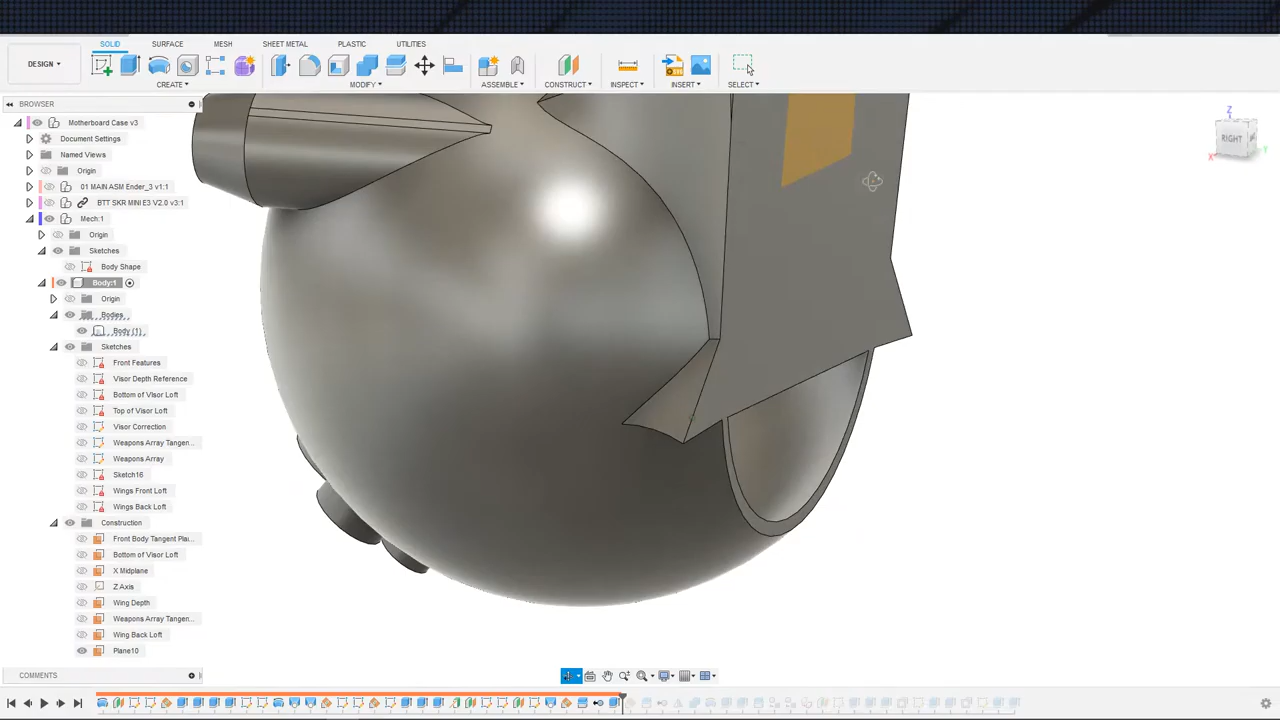 SOLID SURFACE MESH SHEET METAL PLASTIC UTILITIES
DESIGN
CREATE MODIFY ASSEMBLE CONSTRUCT INSPECT INSERT SELECT
BROWSER
Motherboard Case v3
Document Settings
Named Views
Origin
01 MAIN ASM Ender_3 v1:1
BTT SKR MINI E3 V2.0 v3:1
Mech:1
Origin
Sketches
Body Shape
Body:1
Origin
Bodies
Body (1)
Sketches
Front Features
Visor Depth Reference
Bottom of Visor Loft
Top of Visor Loft
Visor Correction
Weapons Array Tangen...
Weapons Array
Sketch16
Wings Front Loft
Wings Back Loft
Construction
Front Body Tangent Pla...
Bottom of Visor Loft
X Midplane
Z Axis
Wing Depth
Weapons Array Tangen...
Wing Back Loft
Plane10
COMMENTS
Z
RIGHT
X
Y